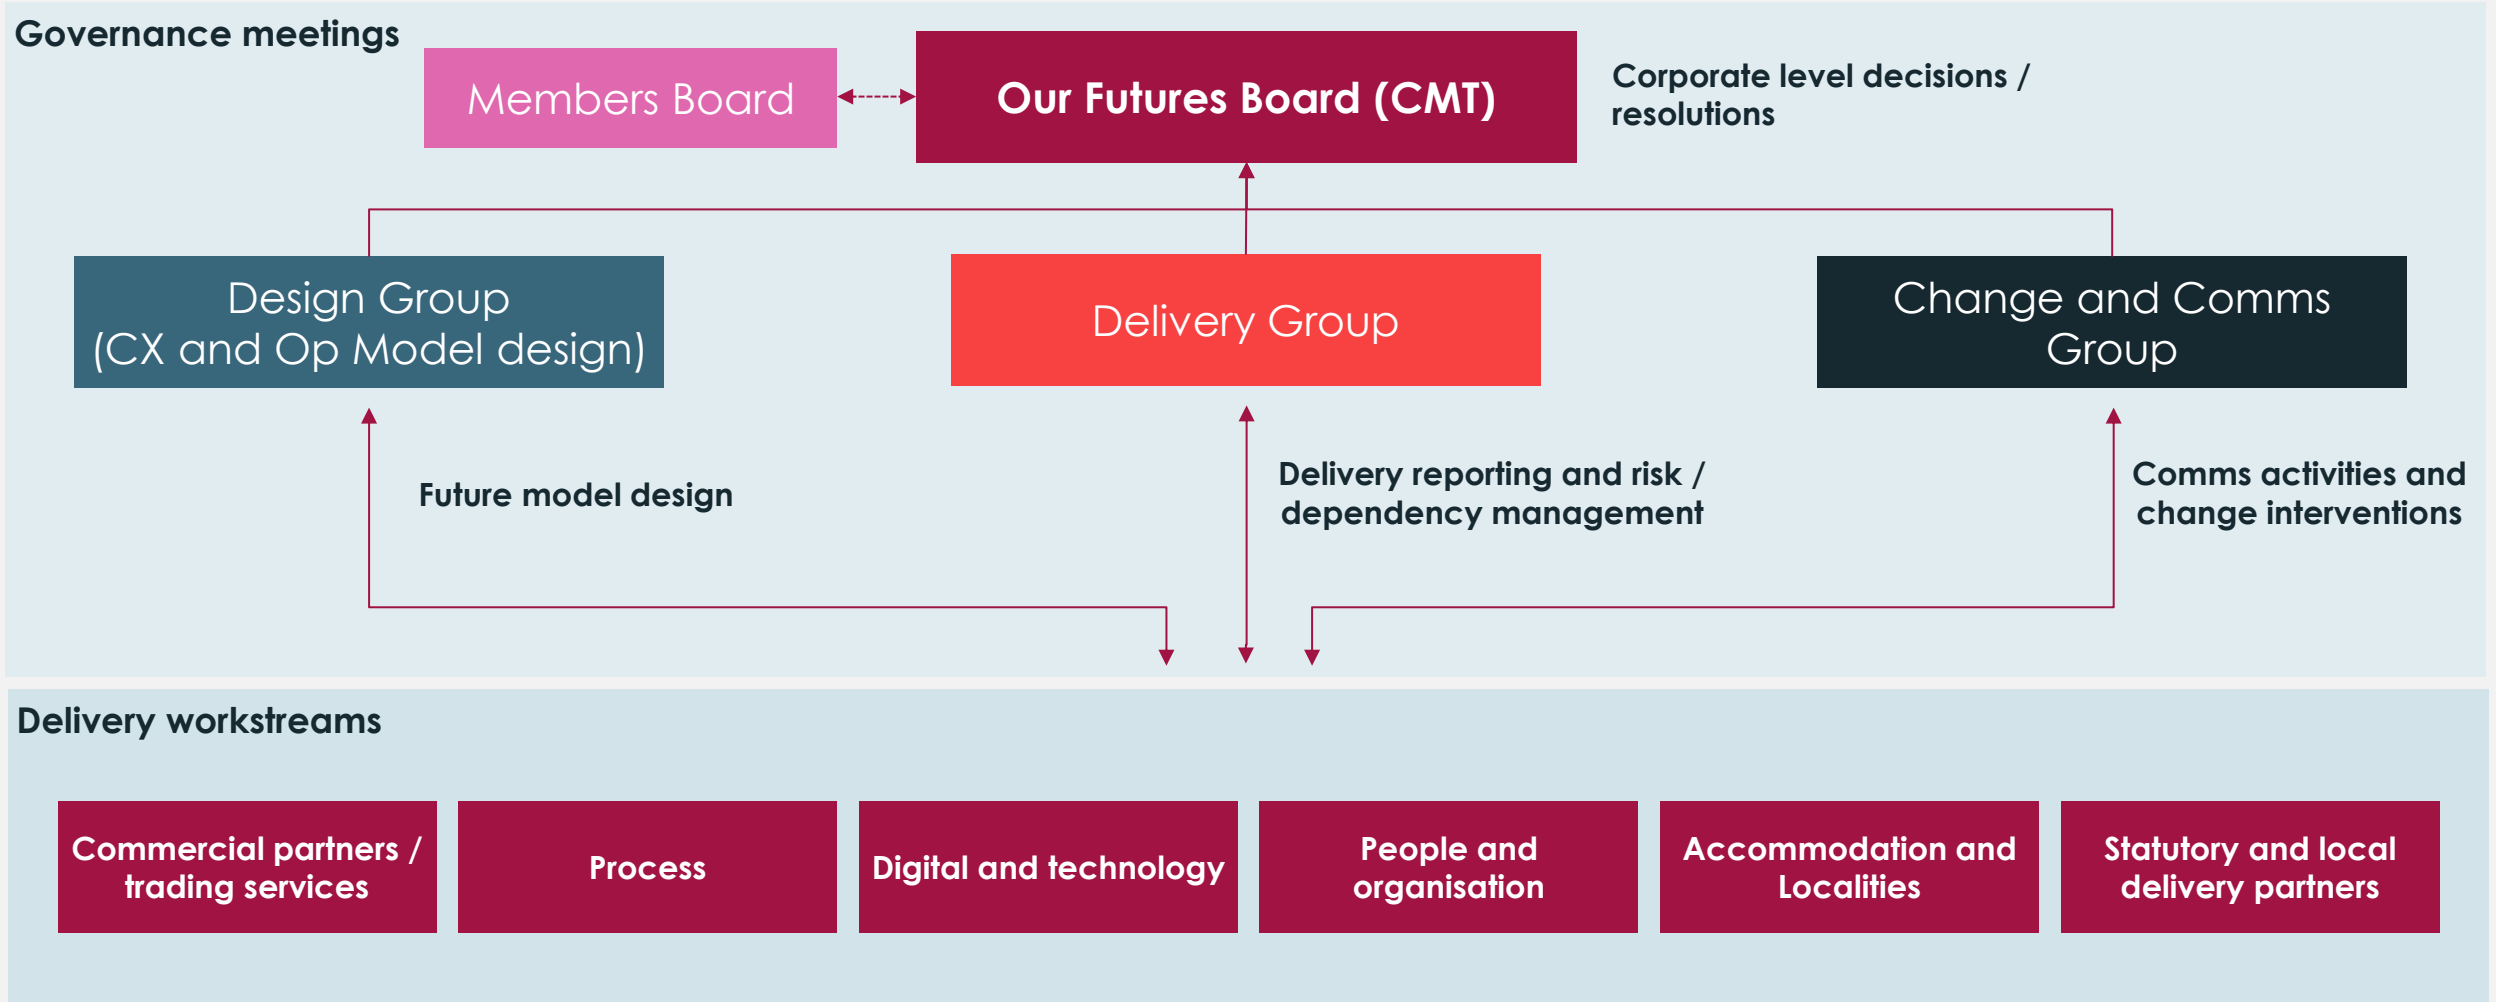 Governance meetings
Members Board
Our Futures Board (CMT)
Corporate level decisions /
resolutions
Design Group
(CX and Op Model design)
Delivery Group
Change and Comms
Group
Future model design
Delivery reporting and risk /
dependency management
Comms activities and
change interventions
Delivery workstreams
Commercial partners /
trading services
Process
Digital and technology
People and
organisation
Accommodation and
Localities
Statutory and local
delivery partners